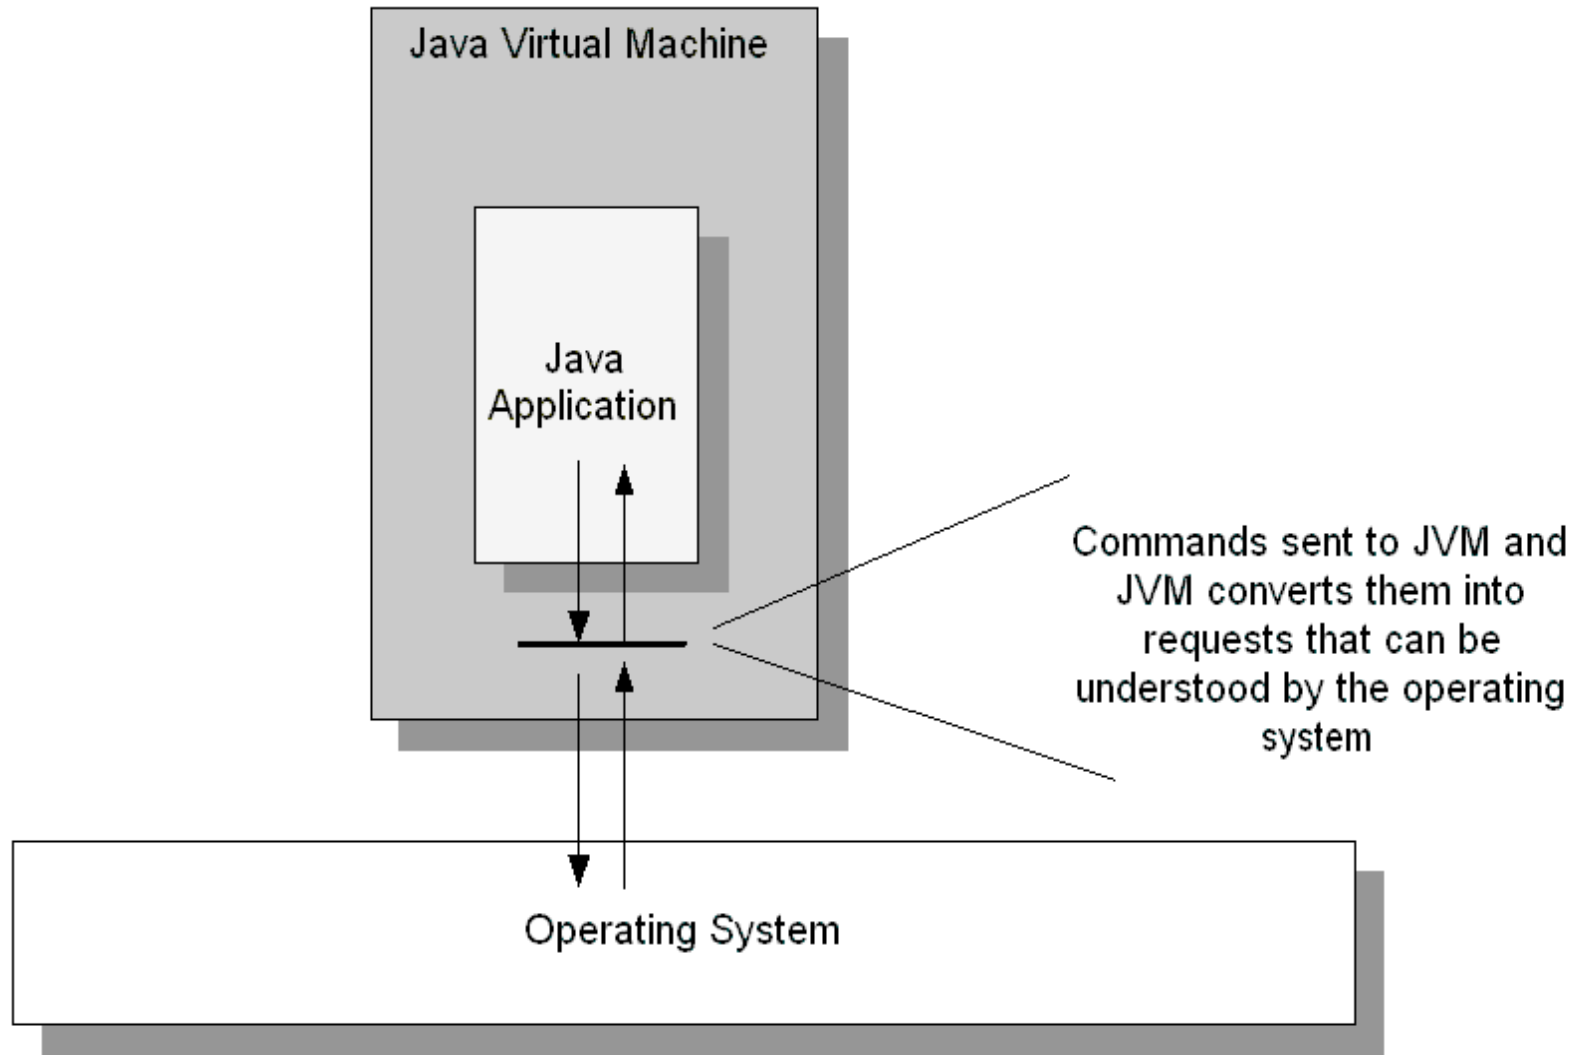 Java Virtual Machine
Java
Application
Commands sent to JVM and
JVM converts them into
requests that can be
understood by the operating
system
Operating System